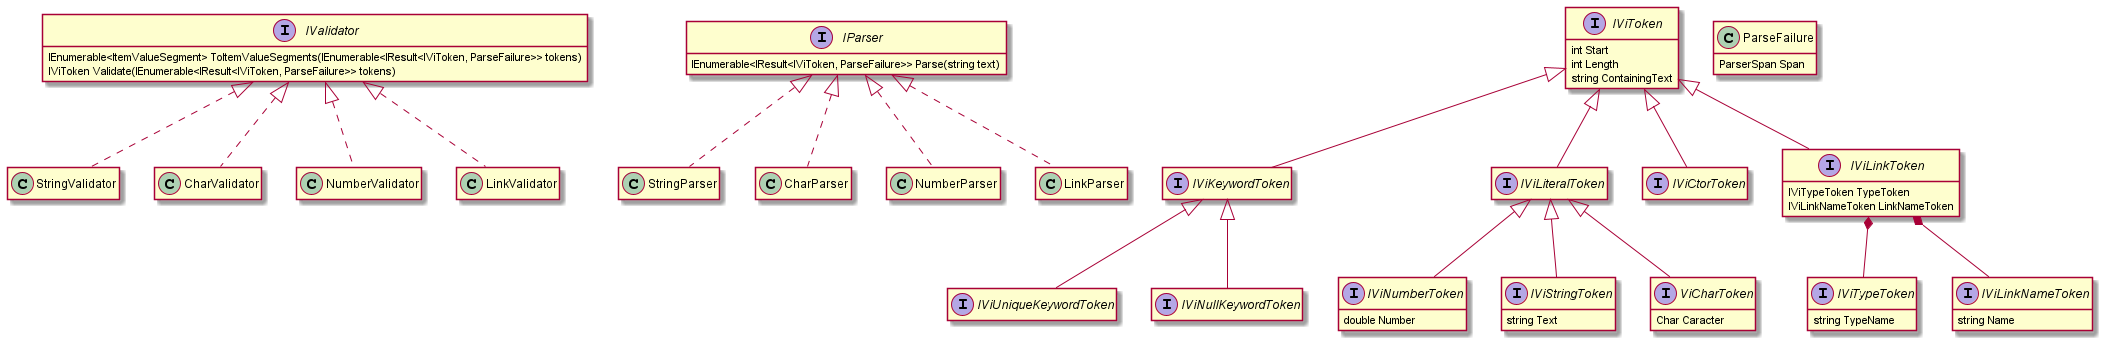 I IValidator
IEnumerable<ItemValueSegment> ToItemValueSegments(IEnumerable<IResult<IViToken, ParseFailure>> tokens)
IViToken Validate(IEnumerable<IResult<IViToken, ParseFailure>> tokens)
C StringValidator
C CharValidator
C NumberValidator
C LinkValidator
I IParser
IEnumerable<IResult<IViToken, ParseFailure>> Parse(string text)
C StringParser
C CharParser
C NumberParser
C LinkParser
I IViToken
int Start
int Length
string ContainingText
C ParseFailure
ParserSpan Span
I IViKeywordToken
I IViLiteralToken
I IViCtorToken
I IViLinkToken
IViTypeToken TypeToken
IViLinkNameToken LinkNameToken
I IViUniqueKeywordToken
I IViNullKeywordToken
I IViNumberToken
double Number
I IViStringToken
string Text
I ViCharToken
Char Caracter
I IViTypeToken
string TypeName
I IViLinkNameToken
string Name